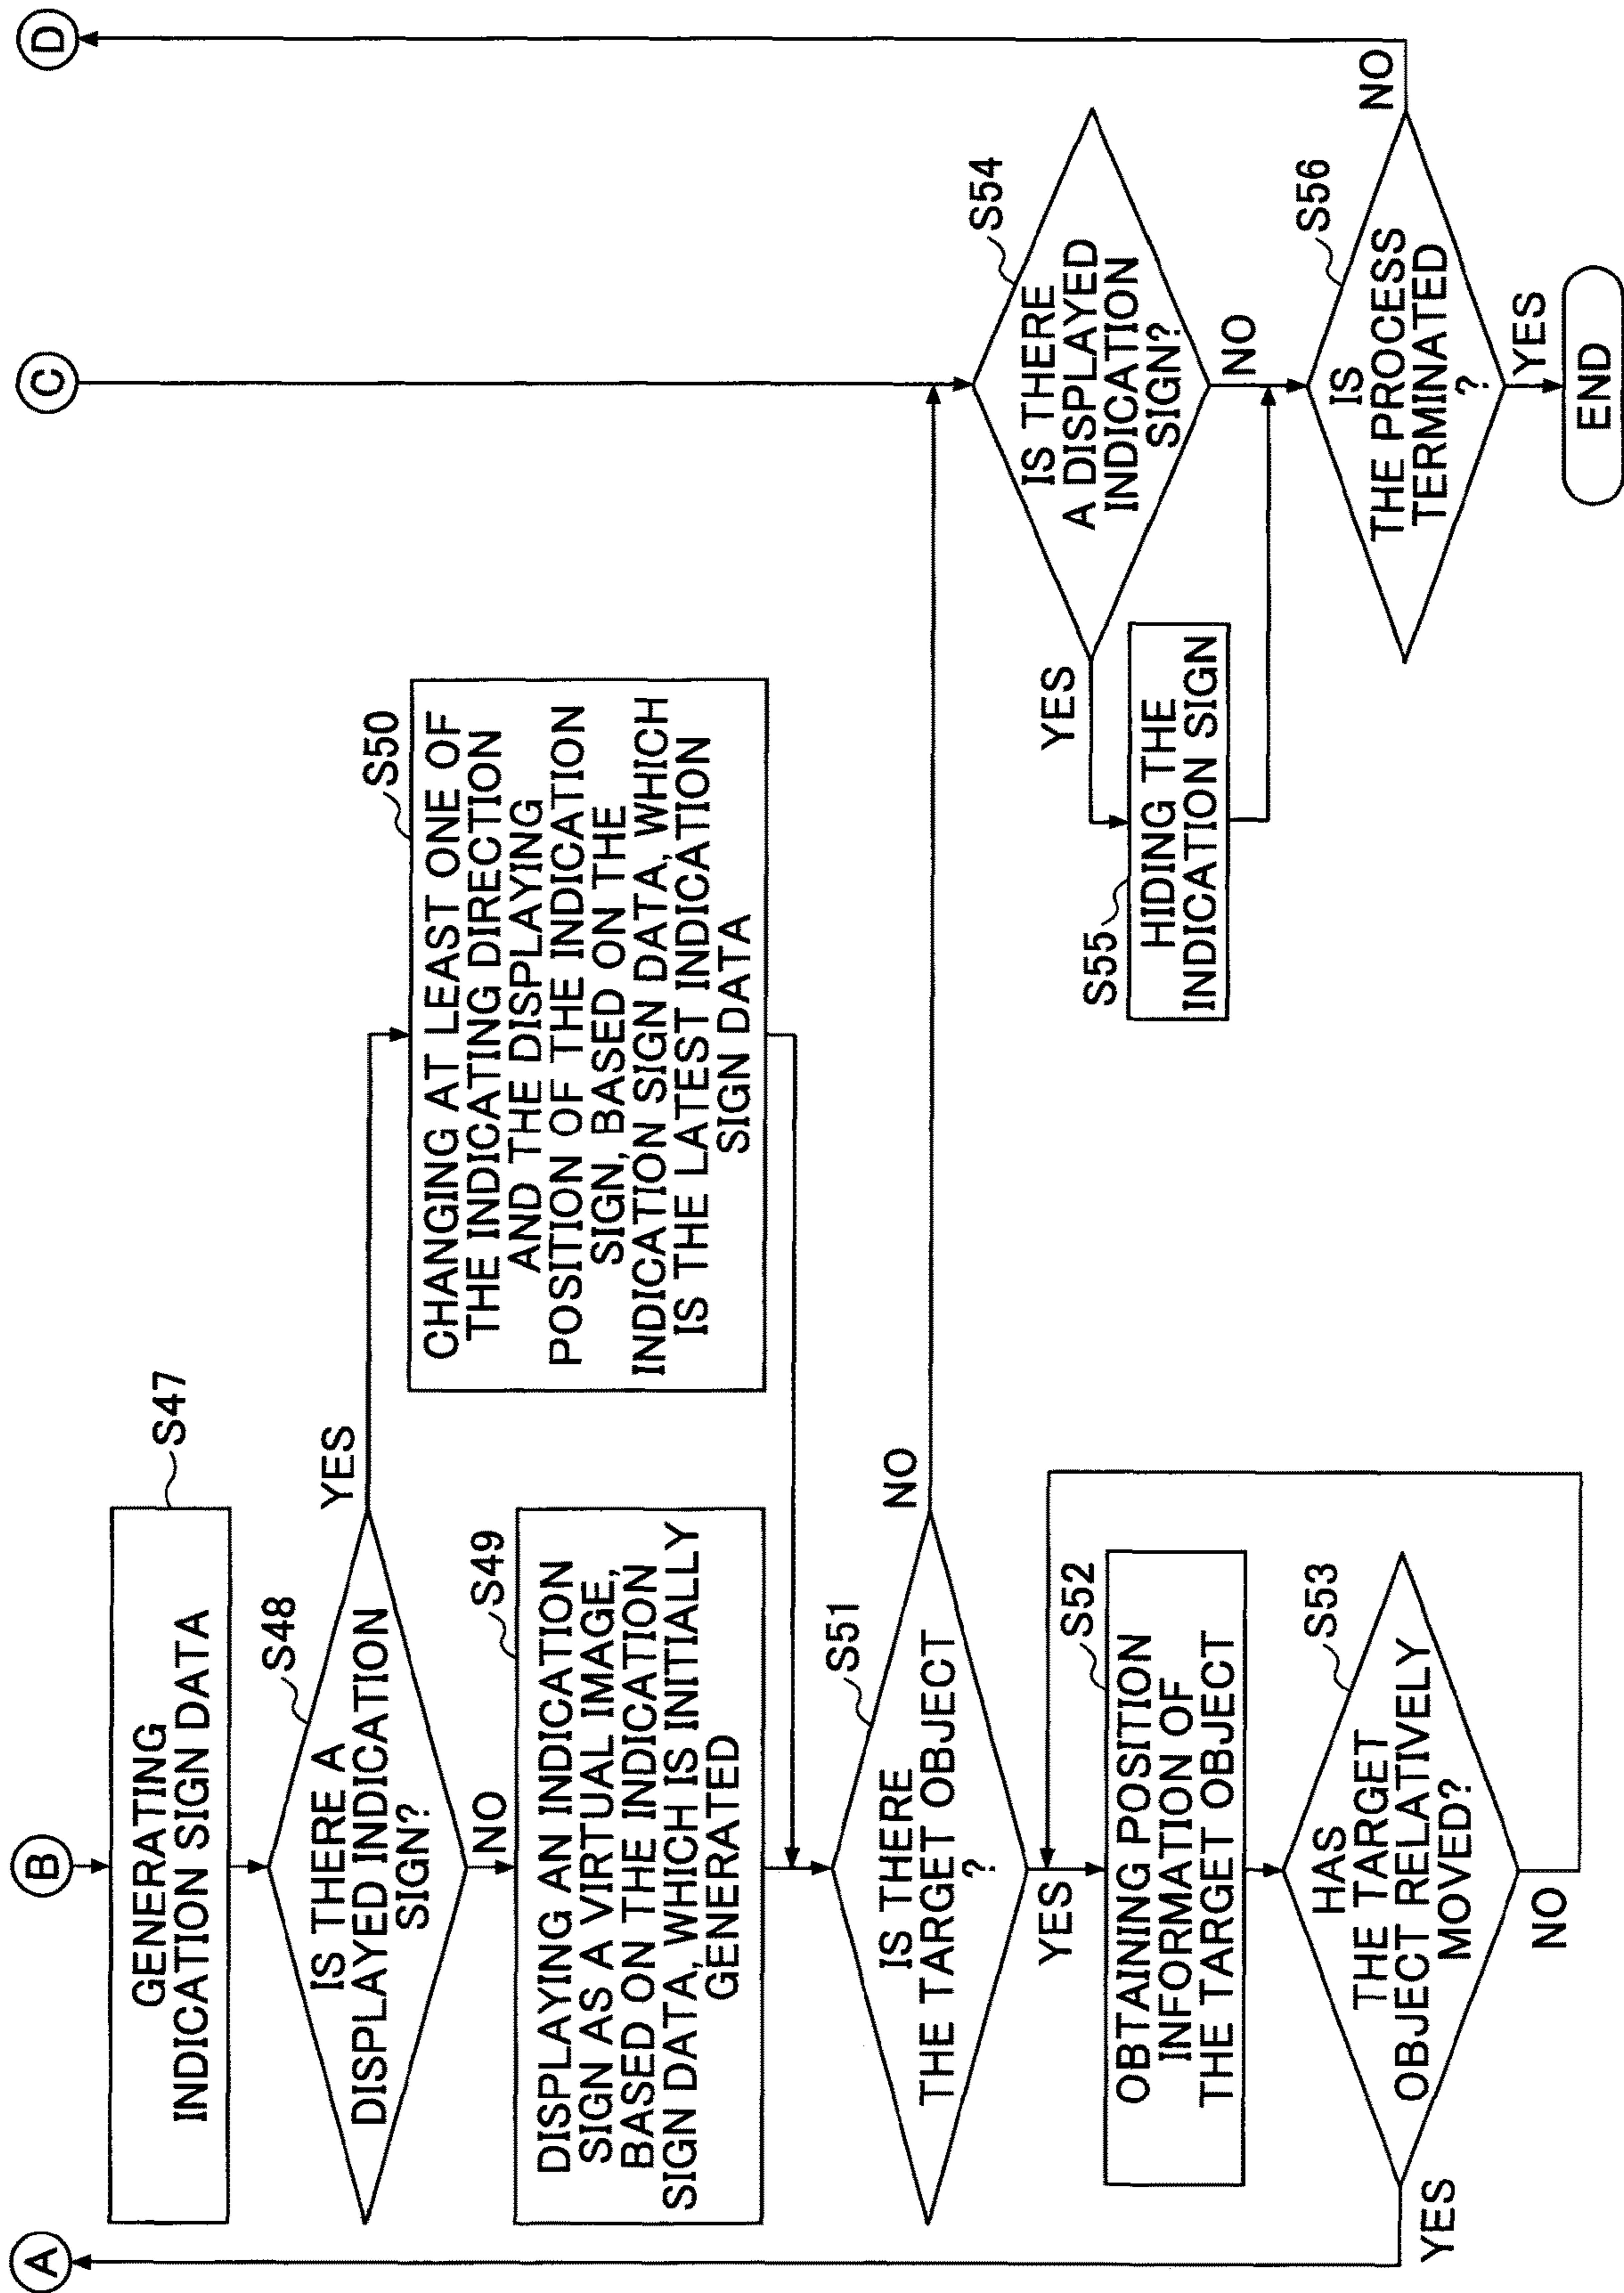 A
B
C
D
S47
GENERATING
INDICATION SIGN DATA
S48
IS THERE A
DISPLAYED INDICATION
SIGN?
YES
NO
S49
DISPLAYING AN INDICATION
SIGN AS A VIRTUAL IMAGE,
BASED ON THE INDICATION
SIGN DATA, WHICH IS INITIALLY
GENERATED
S50
CHANGING AT LEAST ONE OF
THE INDICATING DIRECTION
AND THE DISPLAYING
POSITION OF THE INDICATION
SIGN, BASED ON THE
INDICATION SIGN DATA, WHICH
IS THE LATEST INDICATION
SIGN DATA
S51
IS THERE
THE TARGET OBJECT
?
NO
YES
S52
OBTAINING POSITION
INFORMATION OF
THE TARGET OBJECT
S53
HAS
THE TARGET
OBJECT RELATIVELY
MOVED?
YES
NO
S54
IS THERE
A DISPLAYED
INDICATION
SIGN?
YES
NO
S55
HIDING THE
INDICATION SIGN
S56
IS
THE PROCESS
TERMINATED
?
NO
YES
END